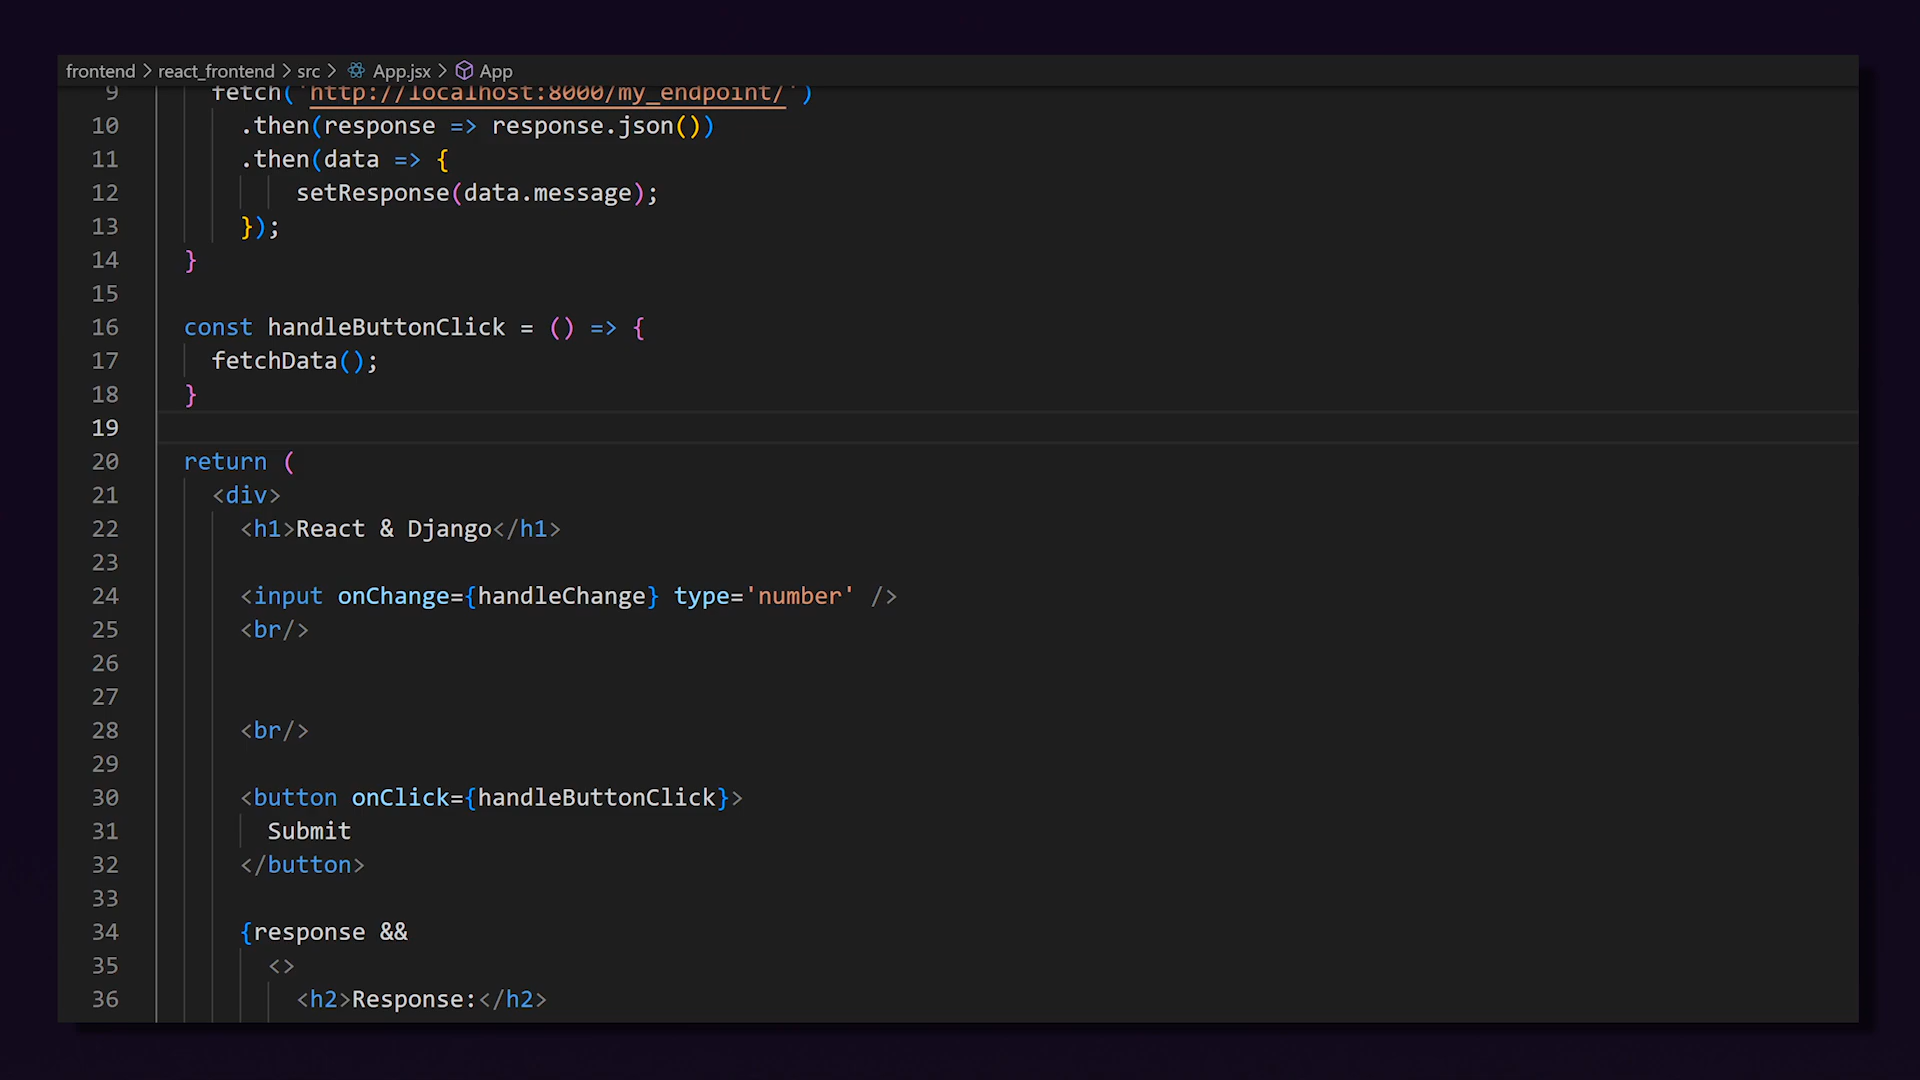 frontend > react_frontend > src > App.jsx > App
9 fetch('http://localhost:8000/my_endpoint/')
10 .then(response => response.json())
11 .then(data => {
12 setResponse(data.message);
13 });
14 }
15
16 const handleButtonClick = () => {
17 fetchData();
18 }
19
20 return (
21 <div>
22 <h1>React & Django</h1>
23
24 <input onChange={handleChange} type='number' />
25 <br/>
26
27
28 <br/>
29
30 <button onClick={handleButtonClick}>
31 Submit
32 </button>
33
34 {response &&
35 <>
36 <h2>Response:</h2>